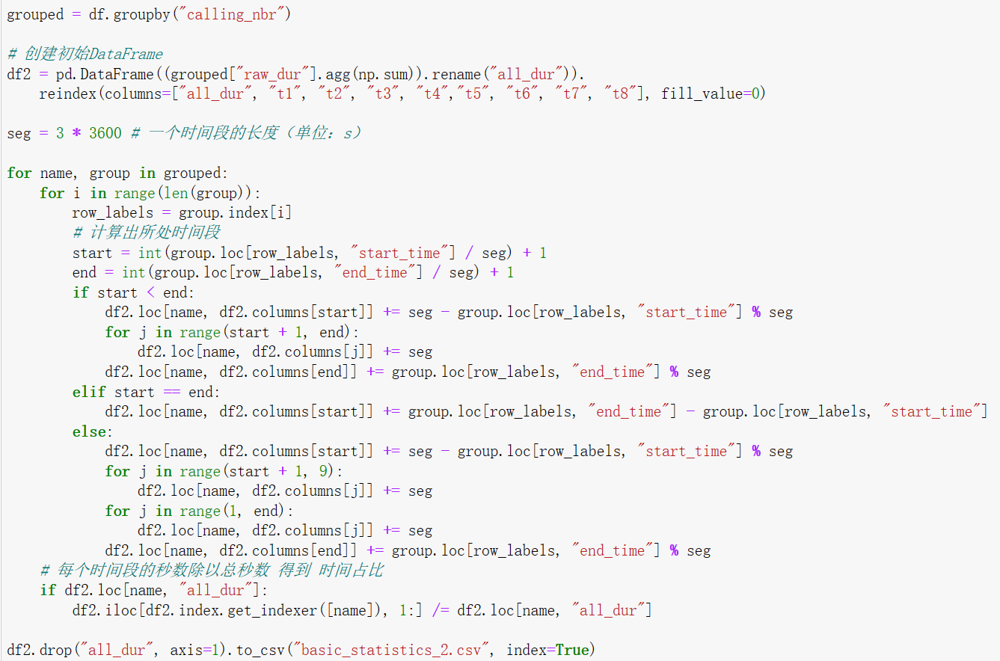 grouped = df.groupby("calling_nbr")

# 创建初始DataFrame
df2 = pd.DataFrame((grouped["raw_dur"].agg(np.sum)).rename("all_dur")).
    reindex(columns=["all_dur", "t1", "t2", "t3", "t4","t5", "t6", "t7", "t8"], fill_value=0)

seg = 3 * 3600 # 一个时间段的长度（单位：s）

for name, group in grouped:
    for i in range(len(group)):
        row_labels = group.index[i]
        # 计算出所处时间段
        start = int(group.loc[row_labels, "start_time"] / seg) + 1
        end = int(group.loc[row_labels, "end_time"] / seg) + 1
        if start < end:
            df2.loc[name, df2.columns[start]] += seg - group.loc[row_labels, "start_time"] % seg
            for j in range(start + 1, end):
                df2.loc[name, df2.columns[j]] += seg
            df2.loc[name, df2.columns[end]] += group.loc[row_labels, "end_time"] % seg
        elif start == end:
            df2.loc[name, df2.columns[start]] += group.loc[row_labels, "end_time"] - group.loc[row_labels, "start_time"]
        else:
            df2.loc[name, df2.columns[start]] += seg - group.loc[row_labels, "start_time"] % seg
            for j in range(start + 1, 9):
                df2.loc[name, df2.columns[j]] += seg
            for j in range(1, end):
                df2.loc[name, df2.columns[j]] += seg
            df2.loc[name, df2.columns[end]] += group.loc[row_labels, "end_time"] % seg
    # 每个时间段的秒数除以总秒数 得到 时间占比
    if df2.loc[name, "all_dur"]:
        df2.iloc[df2.index.get_indexer([name]), 1:] /= df2.loc[name, "all_dur"]

df2.drop("all_dur", axis=1).to_csv("basic_statistics_2.csv", index=True)